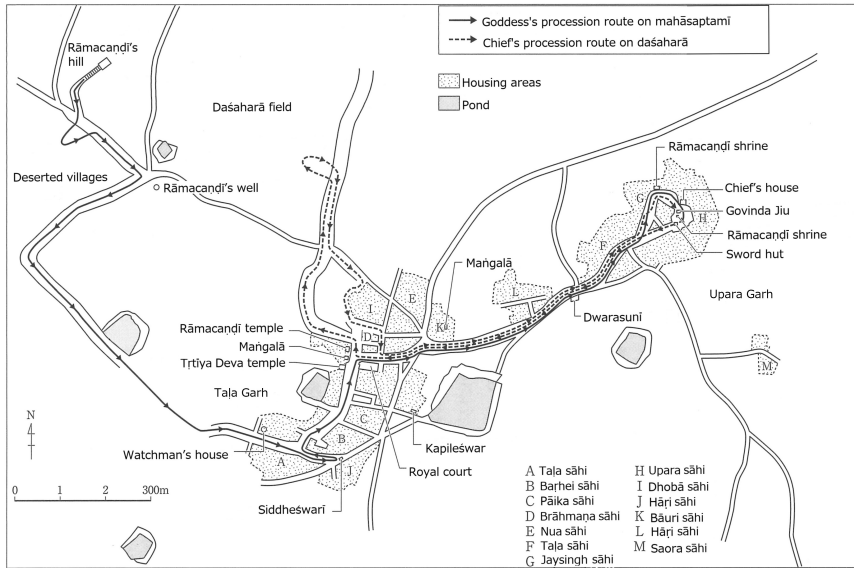 Goddess's procession route on mahāsaptamī
Chief's procession route on daśaharā
Housing areas
Pond
Rāmacaṇḍī's
hill
Daśaharā field
Deserted villages
Rāmacaṇḍī's well
Rāmacaṇḍī shrine
Chief's house
Govinda Jiu
Rāmacaṇḍī shrine
Sword hut
G
H
F
I
E
Maṅgalā
K
L
D
Dwarasunī
Upara Garh
M
Rāmacaṇḍī temple
Maṅgalā
Tṛtīya Deva temple
Taḷa Garh
C
B
A
J
Kapileśwar
Watchman's house
Royal court
Siddheśwarī
N
0 1 2 300m
A Taḷa sāhi
B Baṛhei sāhi
C Pāika sāhi
D Brāhmaṇa sāhi
E Nua sāhi
F Taḷa sāhi
G Jaysingh sāhi
H Upara sāhi
I Dhobā sāhi
J Hāṛi sāhi
K Bāuri sāhi
L Hāṛi sāhi
M Saora sāhi